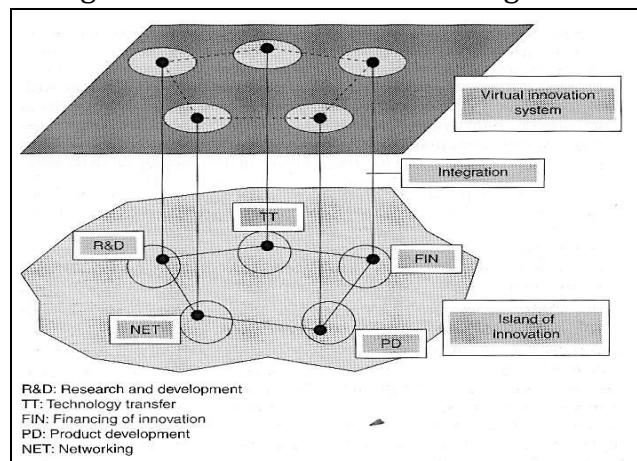 Virtual innovation
system
Integration
TT
R&D
FIN
NET
PD
Island of
Innovation
R&D: Research and development
TT: Technology transfer
FIN: Financing of innovation
PD: Product development
NET: Networking